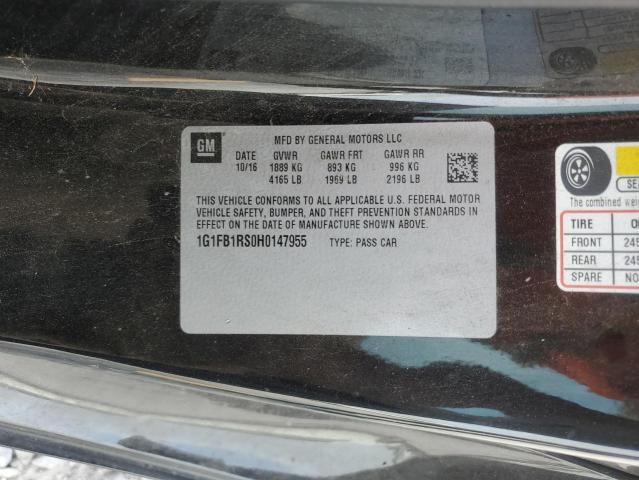 GM
MFD BY GENERAL MOTORS LLC
DATE GVWR GAWR FRT GAWR RR
10/16 1889 KG 893 KG 996 KG
4165 LB 1969 LB 2196 LB
THIS VEHICLE CONFORMS TO ALL APPLICABLE U.S. FEDERAL MOTOR
VEHICLE SAFETY, BUMPER, AND THEFT PREVENTION STANDARDS IN
EFFECT ON THE DATE OF MANUFACTURE SHOWN ABOVE.
1G1FB1RS0H0147955 TYPE: PASS CAR
The combined
TIRE
FRONT
REAR
SPARE